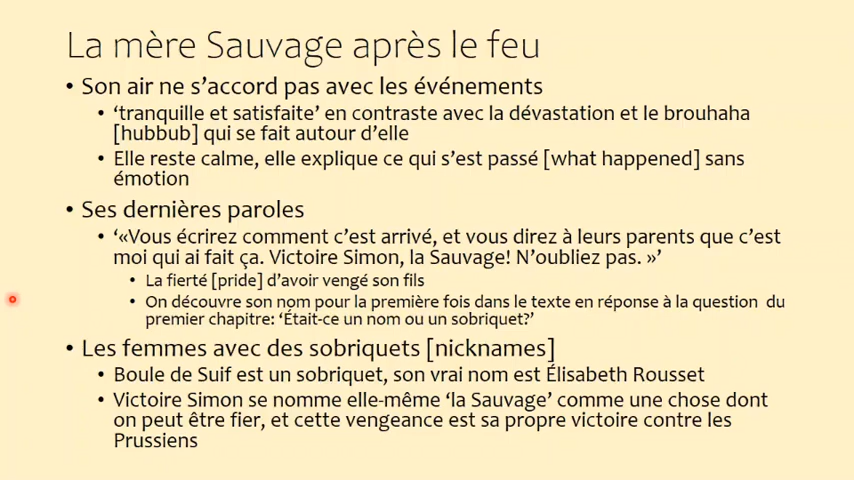 La mère Sauvage après le feu
• Son air ne s’accord pas avec les événements
• ‘tranquille et satisfaite’ en contraste avec la dévastation et le brouhaha
[hubbub] qui se fait autour d’elle
• Elle reste calme, elle explique ce qui s’est passé [what happened] sans
émotion
• Ses dernières paroles
• ‘«Vous écrirez comment c’est arrivé, et vous direz à leurs parents que c’est
moi qui ai fait ça. Victoire Simon, la Sauvage! N’oubliez pas. »’
• La fierté [pride] d’avoir vengé son fils
• On découvre son nom pour la première fois dans le texte en réponse à la question du
premier chapitre: ‘Était-ce un nom ou un sobriquet?’
• Les femmes avec des sobriquets [nicknames]
• Boule de Suif est un sobriquet, son vrai nom est Élisabeth Rousset
• Victoire Simon se nomme elle-même ‘la Sauvage’ comme une chose dont
on peut être fier, et cette vengeance est sa propre victoire contre les
Prussiens